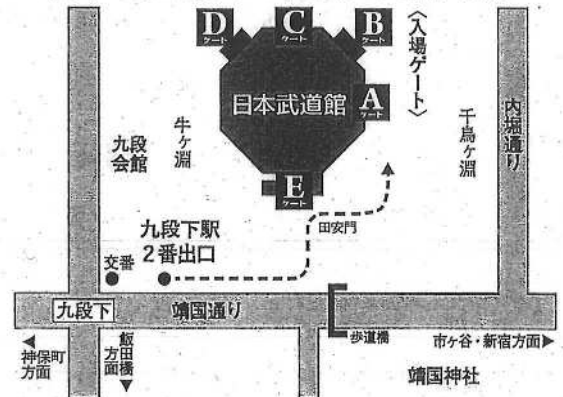 D
ゲート
C
ゲート
B
ゲート
〈入場ゲート〉
A
ゲート
日本武道館
牛ヶ淵
千鳥ヶ淵
内堀通り
九段
会館
E
ゲート
田安門
九段下駅
2番出口
交番
九段下
靖国通り
歩道橋
市ヶ谷・新宿方面▶
◀
神保町
方面
飯田橋
方面
▼
靖国神社